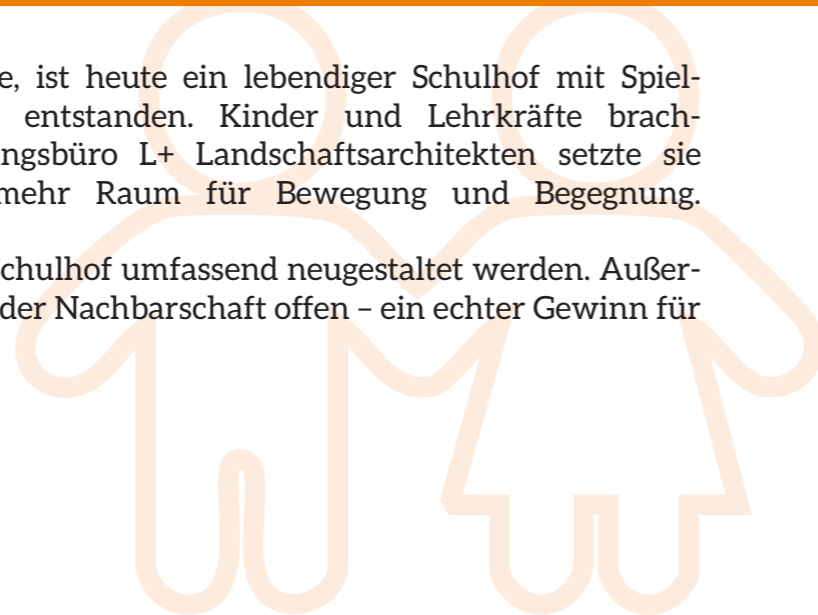 e, ist heute ein lebendiger Schulhof mit Spiel-
entstanden. Kinder und Lehrkräfte brach-
ngsbüro L+ Landschaftsarchitekten setzte sie
mehr Raum für Bewegung und Begegnung.
chulhof umfassend neugestaltet werden. Außer-
der Nachbarschaft offen – ein echter Gewinn für